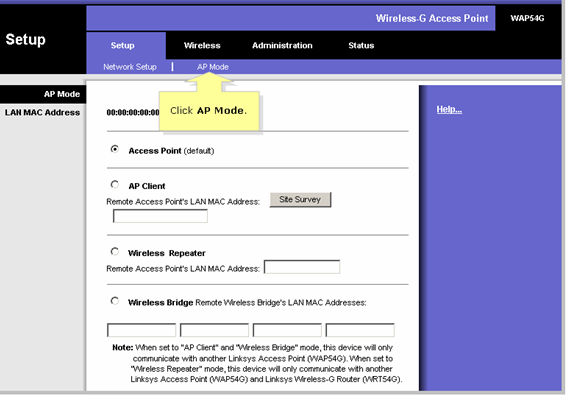 Wireless-G Access Point WAP54G
Setup
Setup Wireless Administration Status
Network Setup | AP Mode
AP Mode
LAN MAC Address
00:00:00:00:00
Click AP Mode.
Help...
Access Point (default)
AP Client
Remote Access Point's LAN MAC Address: Site Survey
Wireless Repeater
Remote Access Point's LAN MAC Address:
Wireless Bridge Remote Wireless Bridge's LAN MAC Addresses:
Note: When set to "AP Client" and "Wireless Bridge" mode, this device will only
communicate with another Linksys Access Point (WAP54G). When set to
"Wireless Repeater" mode, this device will only communicate with another
Linksys Access Point (WAP54G) and Linksys Wireless-G Router (WRT54G).